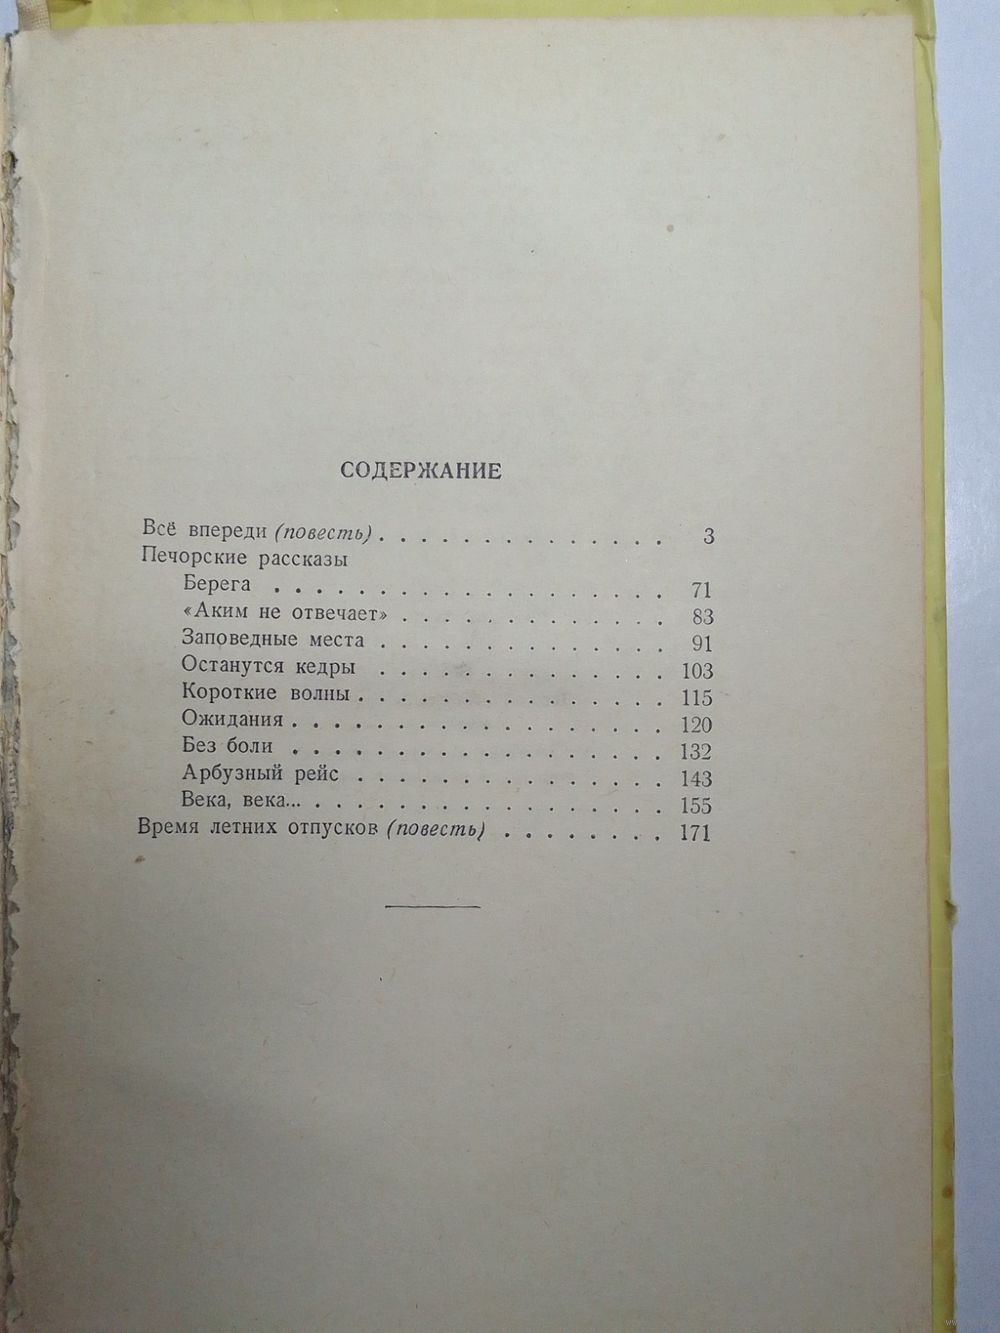 СОДЕРЖАНИЕ
Всё впереди (повесть) . . . . . . . . . . . . . . 3
Печорские рассказы
Берега . . . . . . . . . . . . . . . . . . . 71
«Аким не отвечает» . . . . . . . . . . . . . 83
Заповедные места . . . . . . . . . . . . . . 91
Останутся кедры . . . . . . . . . . . . . . 103
Короткие волны . . . . . . . . . . . . . . . 115
Ожидания . . . . . . . . . . . . . . . . . . 120
Без боли . . . . . . . . . . . . . . . . . . 132
Арбузный рейс . . . . . . . . . . . . . . . 143
Века, века... . . . . . . . . . . . . . . . . . 155
Время летних отпусков (повесть) . . . . . . . . 171